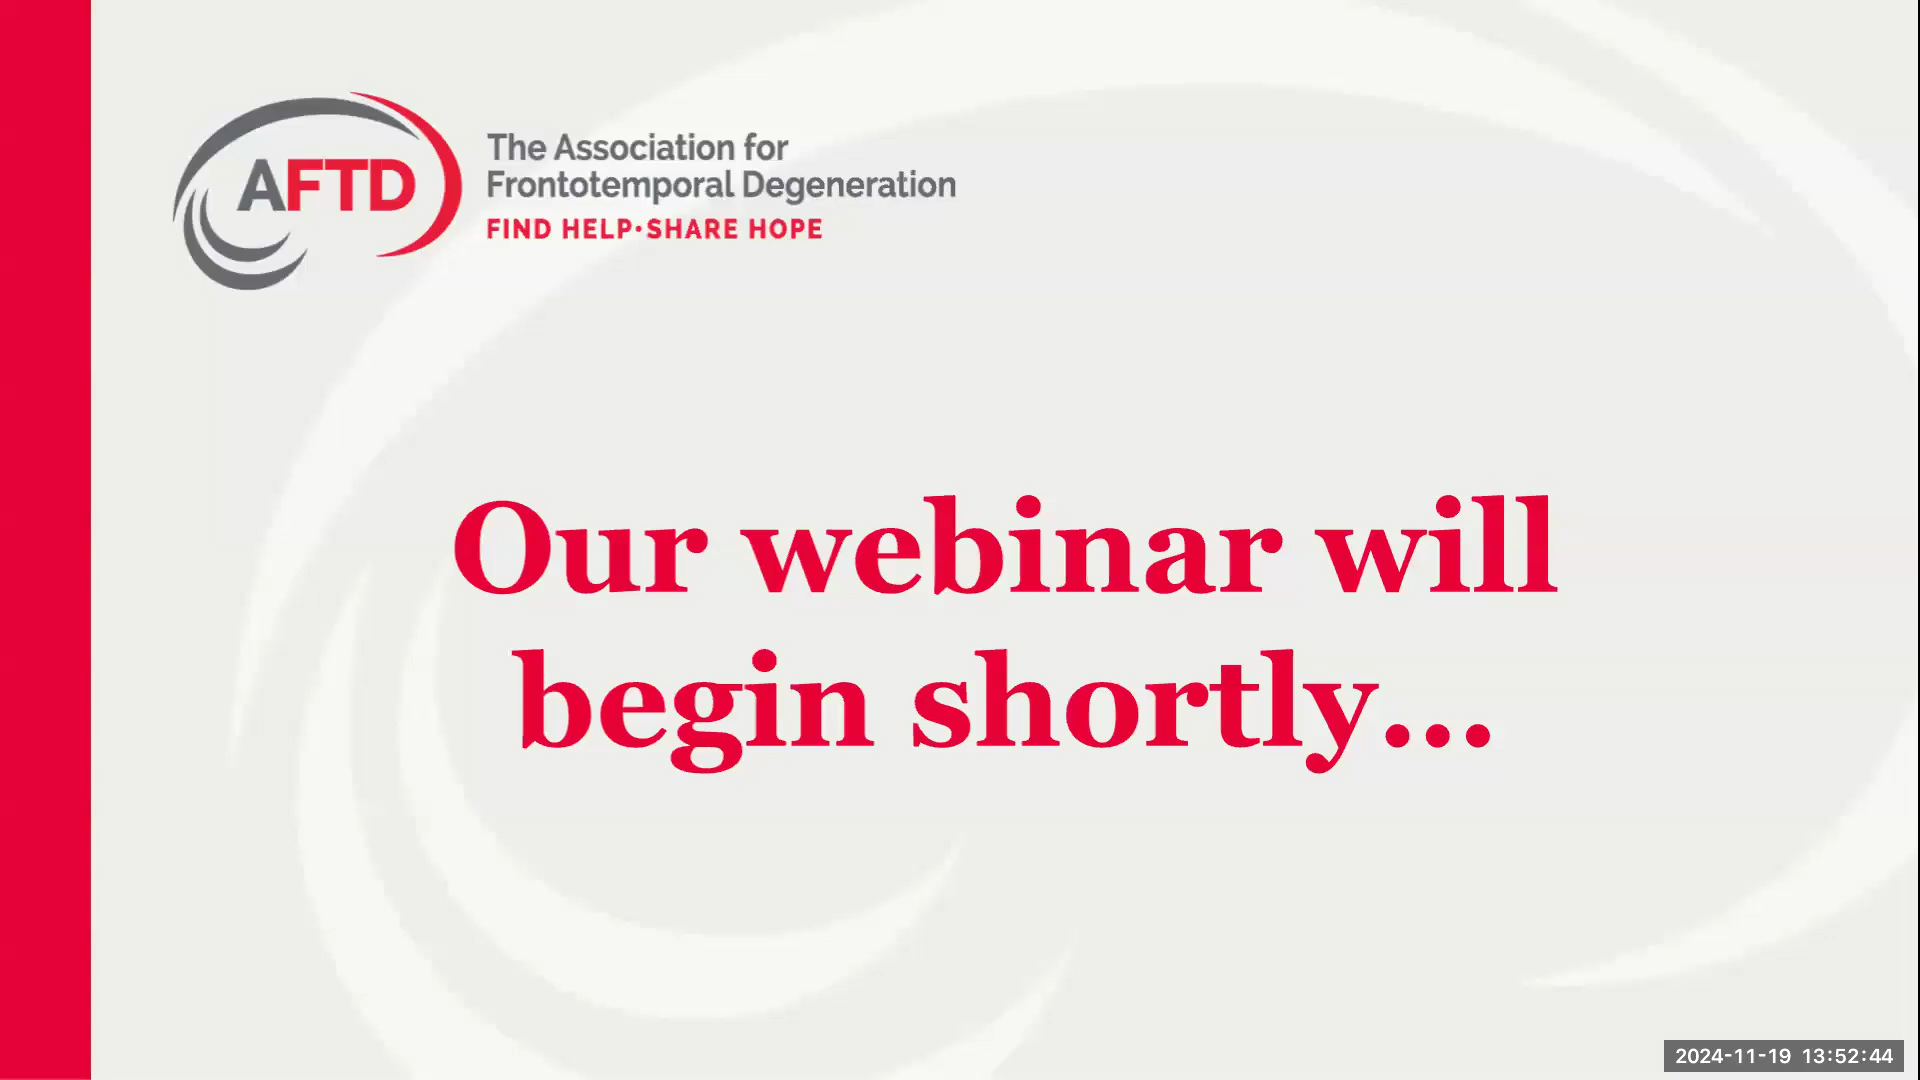 AFTD
The Association for
Frontotemporal Degeneration
FIND HELP•SHARE HOPE
Our webinar will
begin shortly...
2024-11-19 13:52:44